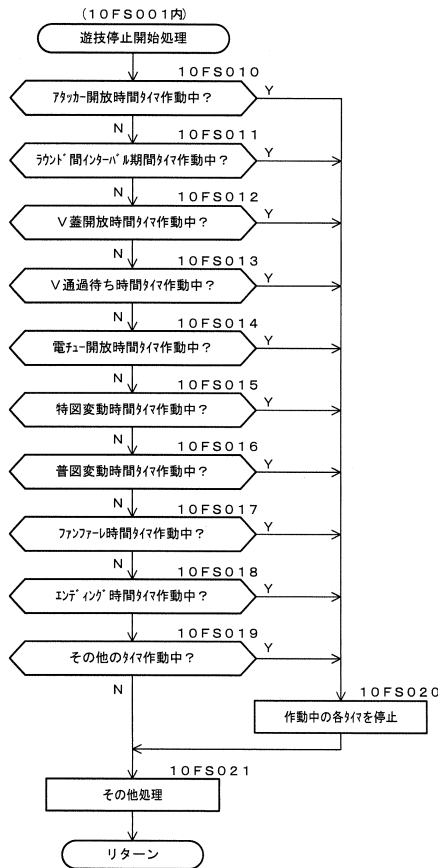 (10FS001内)
遊技停止開始処理
10FS010
ｱﾀｯｶｰ開放時間ﾀｲﾏ作動中？
Y
N
10FS011
ﾗｳﾝﾄﾞ間ｲﾝﾀｰﾊﾞﾙ期間ﾀｲﾏ作動中？
Y
N
10FS012
V蓋開放時間ﾀｲﾏ作動中？
Y
N
10FS013
V通過待ち時間ﾀｲﾏ作動中？
Y
N
10FS014
電ﾁｭｰ開放時間ﾀｲﾏ作動中？
Y
N
10FS015
特図変動時間ﾀｲﾏ作動中？
Y
N
10FS016
普図変動時間ﾀｲﾏ作動中？
Y
N
10FS017
ﾌｧﾝﾌｧｰﾚ時間ﾀｲﾏ作動中？
Y
N
10FS018
ｴﾝﾃﾞｨﾝｸﾞ時間ﾀｲﾏ作動中？
Y
10FS019
その他のﾀｲﾏ作動中？
Y
N
10FS020
作動中の各ﾀｲﾏを停止
10FS021
その他処理
リターン